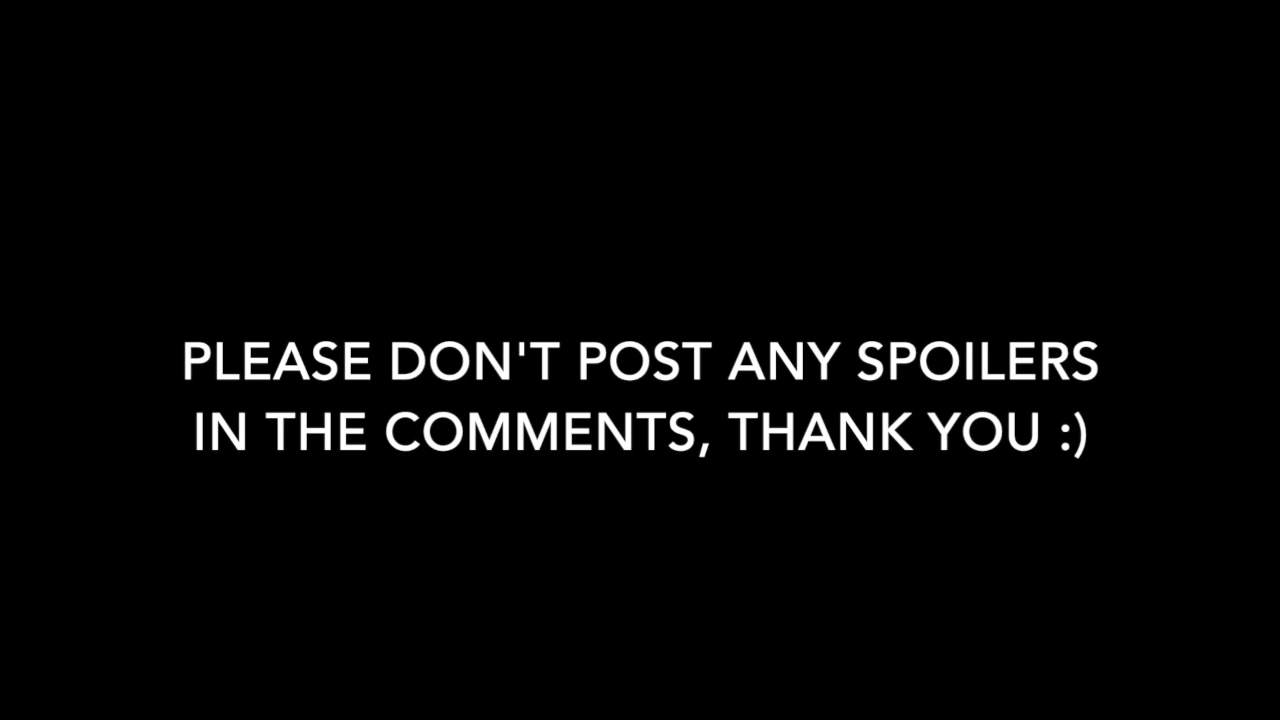 PLEASE DON'T POST ANY SPOILERS
IN THE COMMENTS, THANK YOU :)